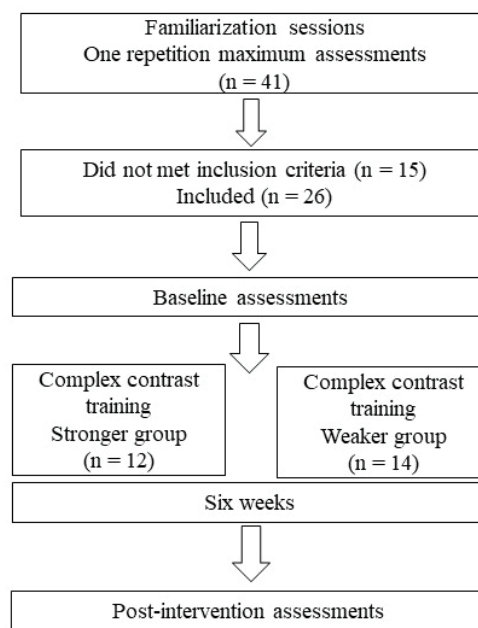 Familiarization sessions
One repetition maximum assessments
(n = 41)
Did not met inclusion criteria (n = 15)
Included (n = 26)
Baseline assessments
Complex contrast
training
Stronger group
(n = 12)
Complex contrast
training
Weaker group
(n = 14)
Six weeks
Post-intervention assessments